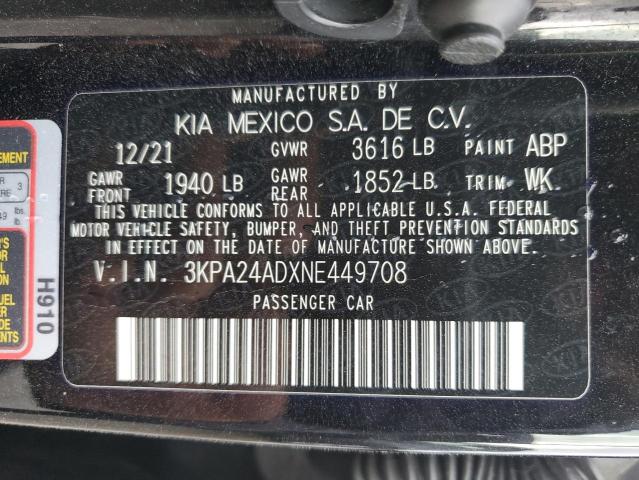 MANUFACTURED BY
KIA MEXICO S.A. DE C.V.
12/21 GVWR 3616 LB PAINT ABP
GAWR FRONT 1940 LB GAWR REAR 1852 LB TRIM WK
THIS VEHICLE CONFORMS TO ALL APPLICABLE U.S.A. FEDERAL
MOTOR VEHICLE SAFETY, BUMPER, AND THEFT PREVENTION STANDARDS
IN EFFECT ON THE DATE OF MANUFACTURE SHOWN ABOVE.
V.I.N. 3KPA24ADXNE449708
PASSENGER CAR
H910